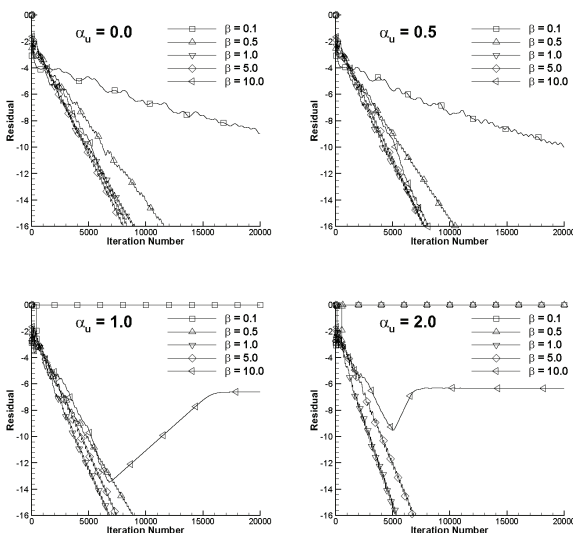 αu = 0.0
β = 0.1
β = 0.5
β = 1.0
β = 5.0
β = 10.0
0
-2
-4
-6
-8
-10
-12
-14
-16
Residual
0 5000 10000 15000 20000
Iteration Number
αu = 0.5
β = 0.1
β = 0.5
β = 1.0
β = 5.0
β = 10.0
0
-2
-4
-6
-8
-10
-12
-14
-16
Residual
0 5000 10000 15000 20000
Iteration Number
αu = 1.0
β = 0.1
β = 0.5
β = 1.0
β = 5.0
β = 10.0
0
-2
-4
-6
-8
-10
-12
-14
-16
Residual
0 5000 10000 15000 20000
Iteration Number
αu = 2.0
β = 0.1
β = 0.5
β = 1.0
β = 5.0
β = 10.0
0
-2
-4
-6
-8
-10
-12
-14
-16
Residual
0 5000 10000 15000 20000
Iteration Number